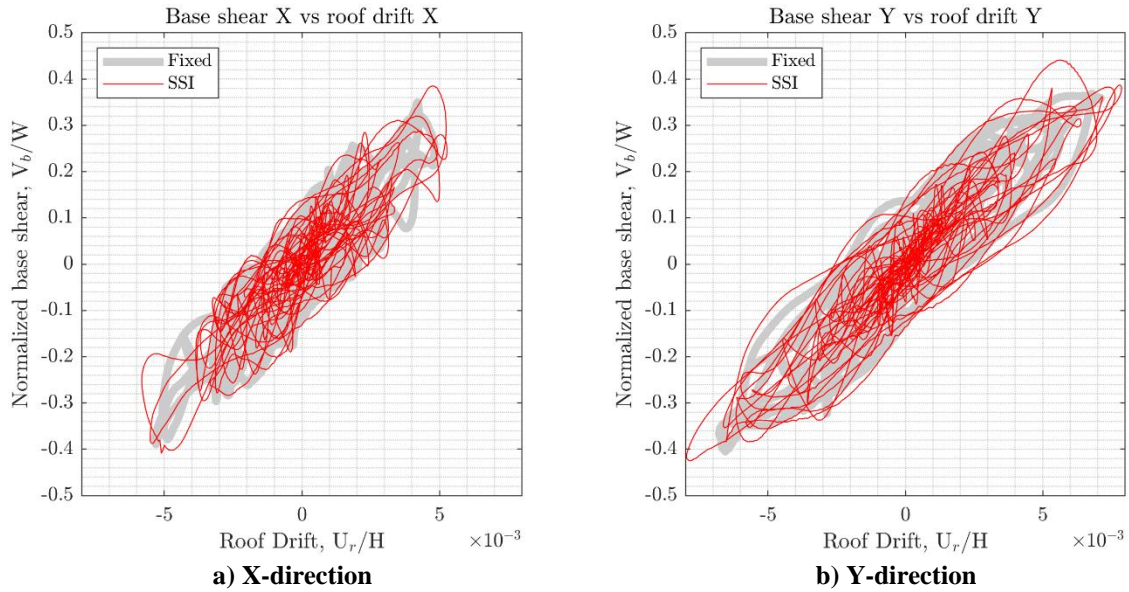 Base shear X vs roof drift X
Fixed
SSI
0.5
0.4
0.3
0.2
0.1
0
-0.1
-0.2
-0.3
-0.4
-0.5
Normalized base shear, V_b/W
-5 0 5
×10⁻³
Roof Drift, U_r/H
a) X-direction
Base shear Y vs roof drift Y
Fixed
SSI
0.5
0.4
0.3
0.2
0.1
0
-0.1
-0.2
-0.3
-0.4
-0.5
Normalized base shear, V_b/W
-5 0 5
×10⁻³
Roof Drift, U_r/H
b) Y-direction